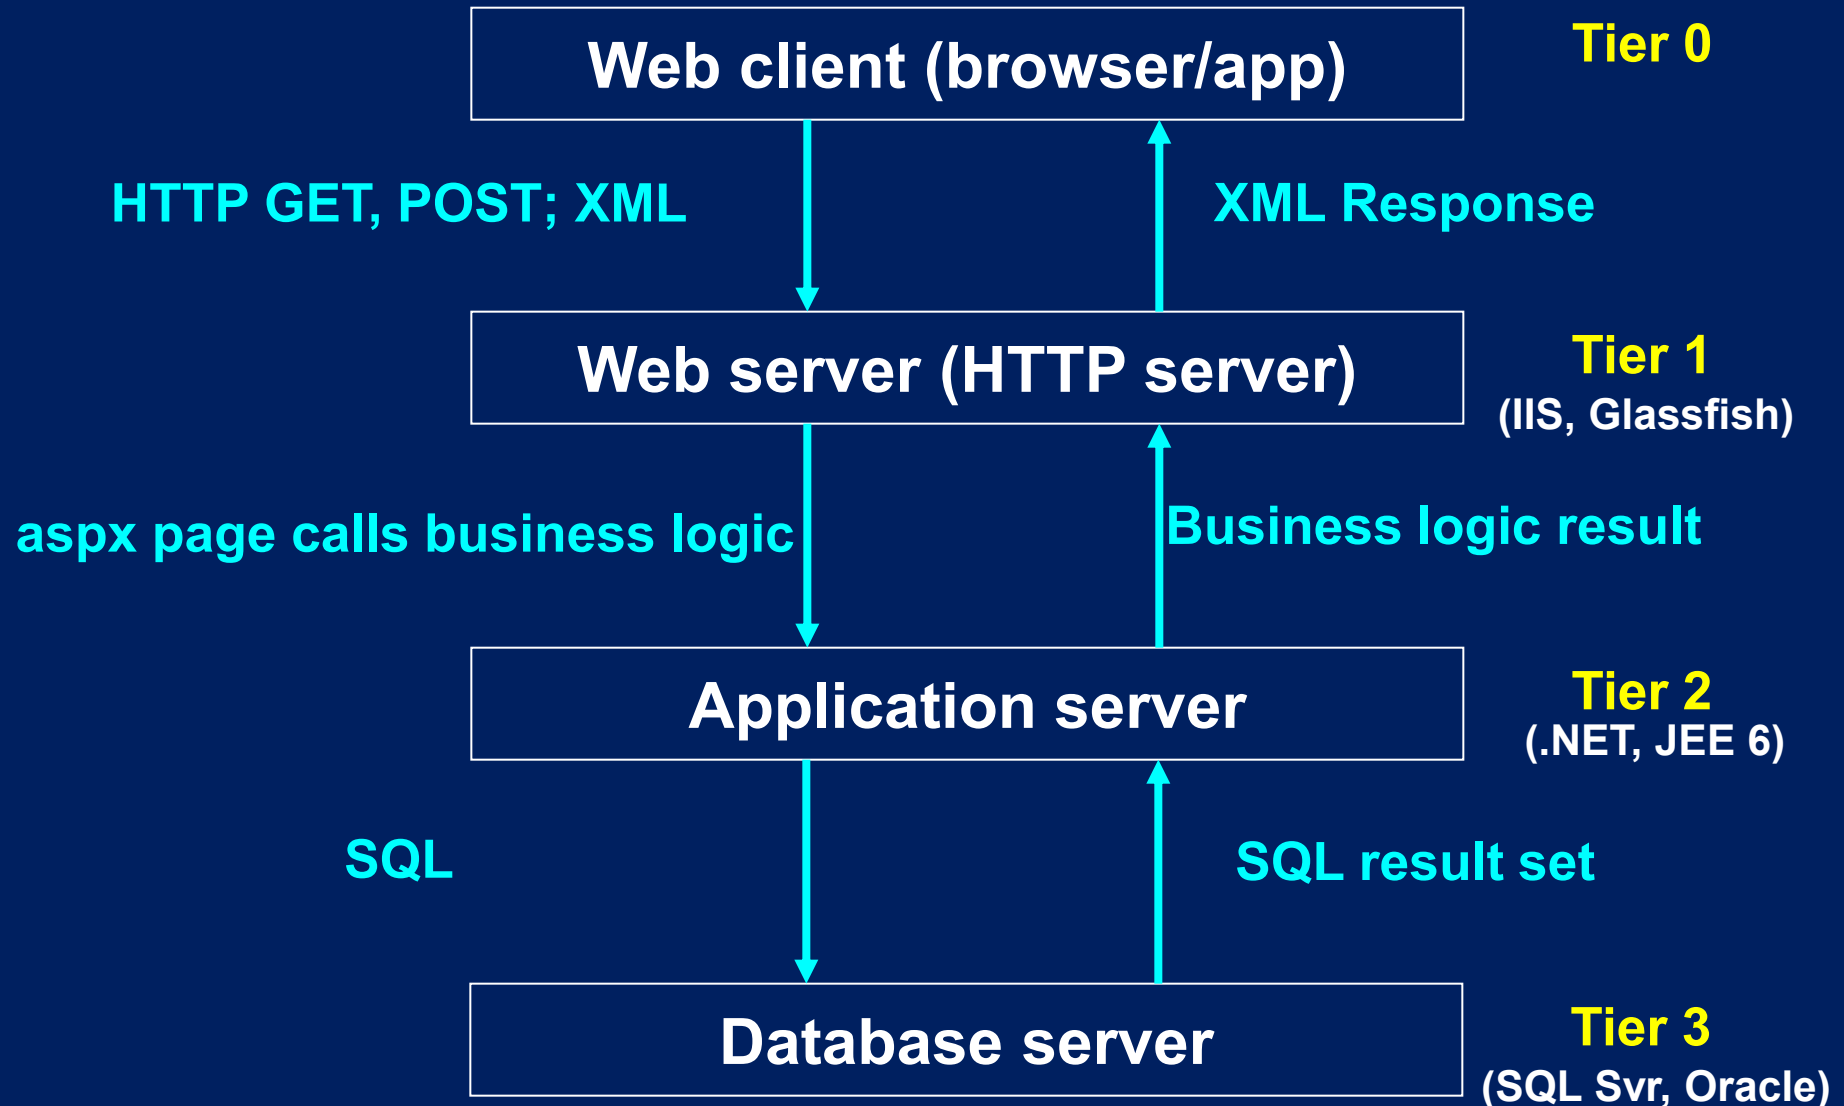 Web client (browser/app)
Tier 0
HTTP GET, POST; XML
XML Response
Web server (HTTP server)
Tier 1
(IIS, Glassfish)
aspx page calls business logic
Business logic result
Application server
Tier 2
(.NET, JEE 6)
SQL
SQL result set
Database server
Tier 3
(SQL Svr, Oracle)